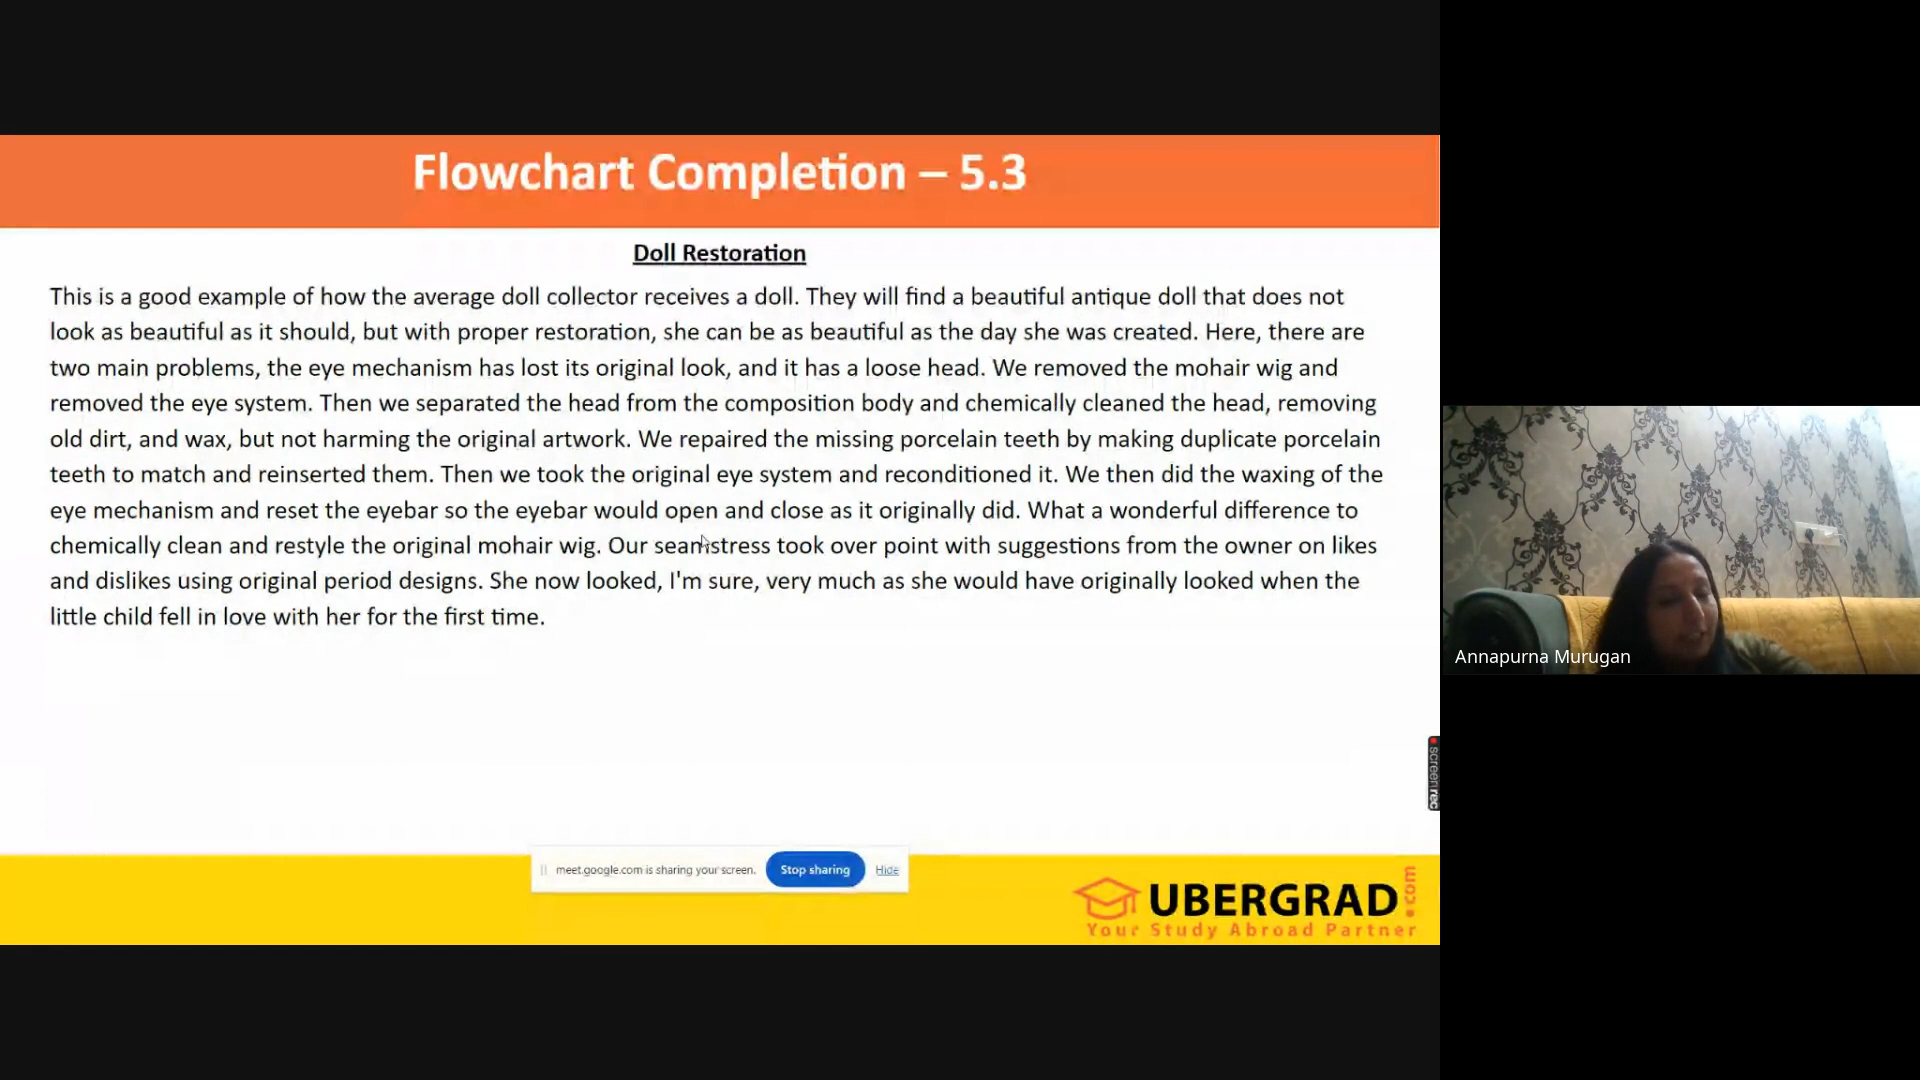 Flowchart Completion – 5.3
Doll Restoration
This is a good example of how the average doll collector receives a doll. They will find a beautiful antique doll that does not
look as beautiful as it should, but with proper restoration, she can be as beautiful as the day she was created. Here, there are
two main problems, the eye mechanism has lost its original look, and it has a loose head. We removed the mohair wig and
removed the eye system. Then we separated the head from the composition body and chemically cleaned the head, removing
old dirt, and wax, but not harming the original artwork. We repaired the missing porcelain teeth by making duplicate porcelain
teeth to match and reinserted them. Then we took the original eye system and reconditioned it. We then did the waxing of the
eye mechanism and reset the eyebar so the eyebar would open and close as it originally did. What a wonderful difference to
chemically clean and restyle the original mohair wig. Our seamstress took over point with suggestions from the owner on likes
and dislikes using original period designs. She now looked, I'm sure, very much as she would have originally looked when the
little child fell in love with her for the first time.
Annapurna Murugan
screenrec
meet.google.com is sharing your screen.
Stop sharing
Hide
UBERGRAD.com
Your Study Abroad Partner